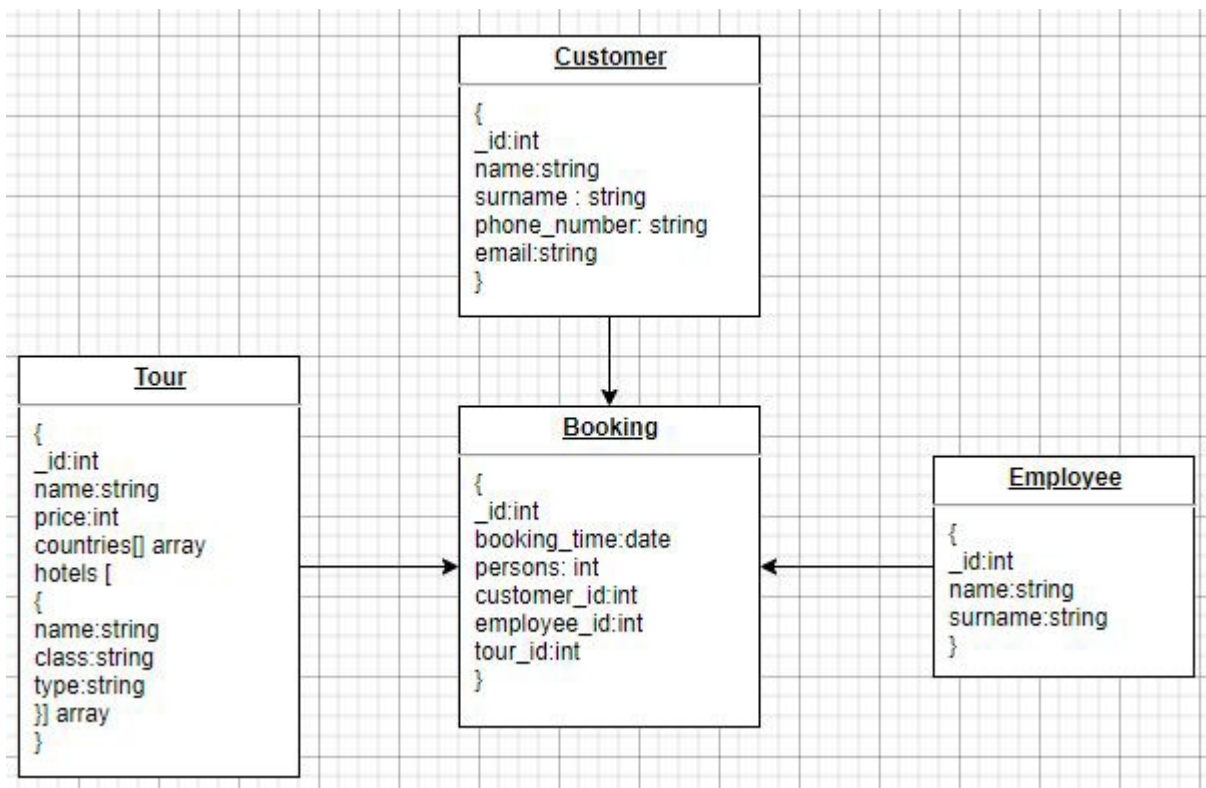 Customer
{
_id:int
name:string
surname : string
phone_number: string
email:string
}
Tour
{
_id:int
name:string
price:int
countries[] array
hotels [
{
name:string
class:string
type:string
}] array
}
Booking
{
_id:int
booking_time:date
persons: int
customer_id:int
employee_id:int
tour_id:int
}
Employee
{
_id:int
name:string
surname:string
}